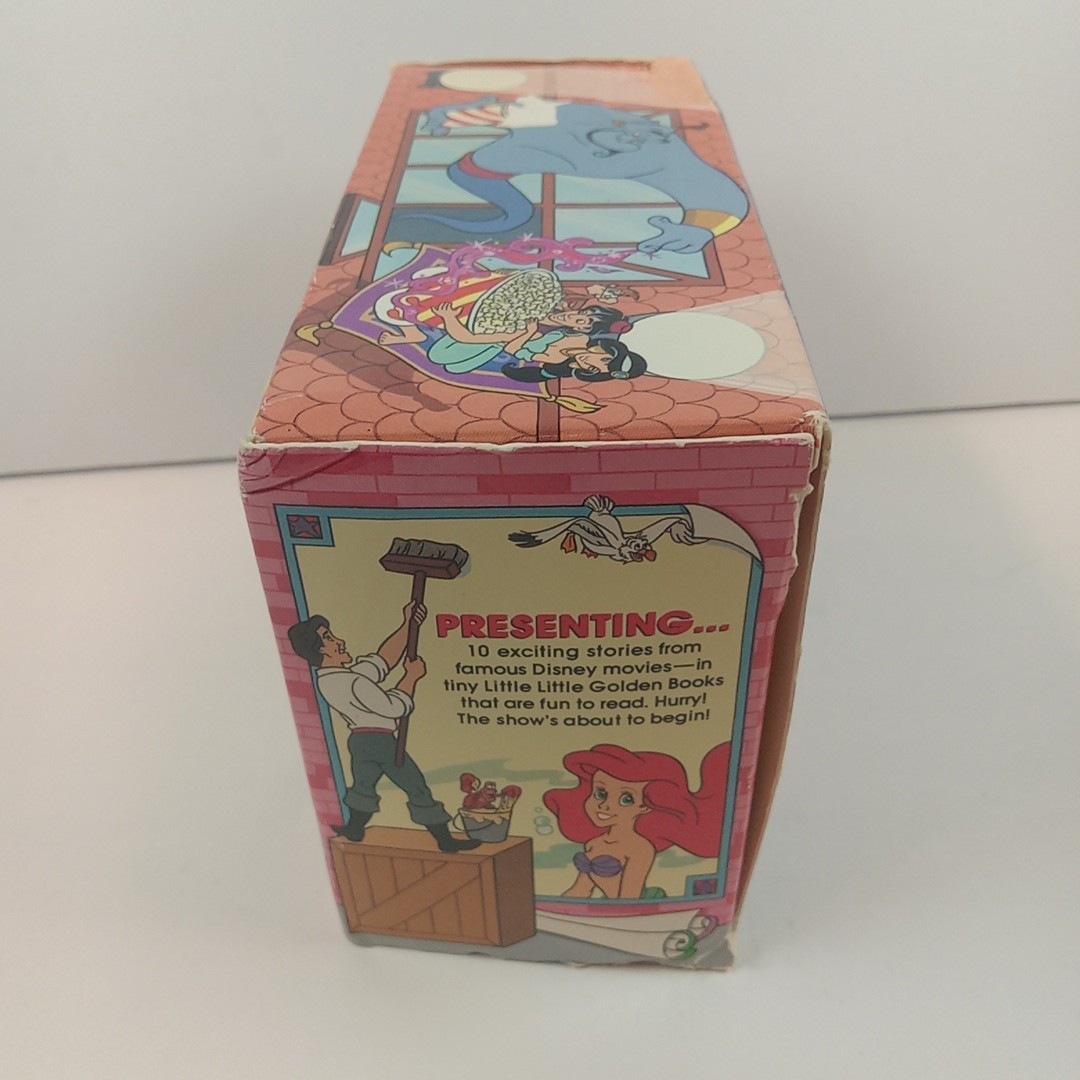 PRESENTING...
10 exciting stories from
famous Disney movies—in
tiny Little Little Golden Books
that are fun to read. Hurry!
The show's about to begin!